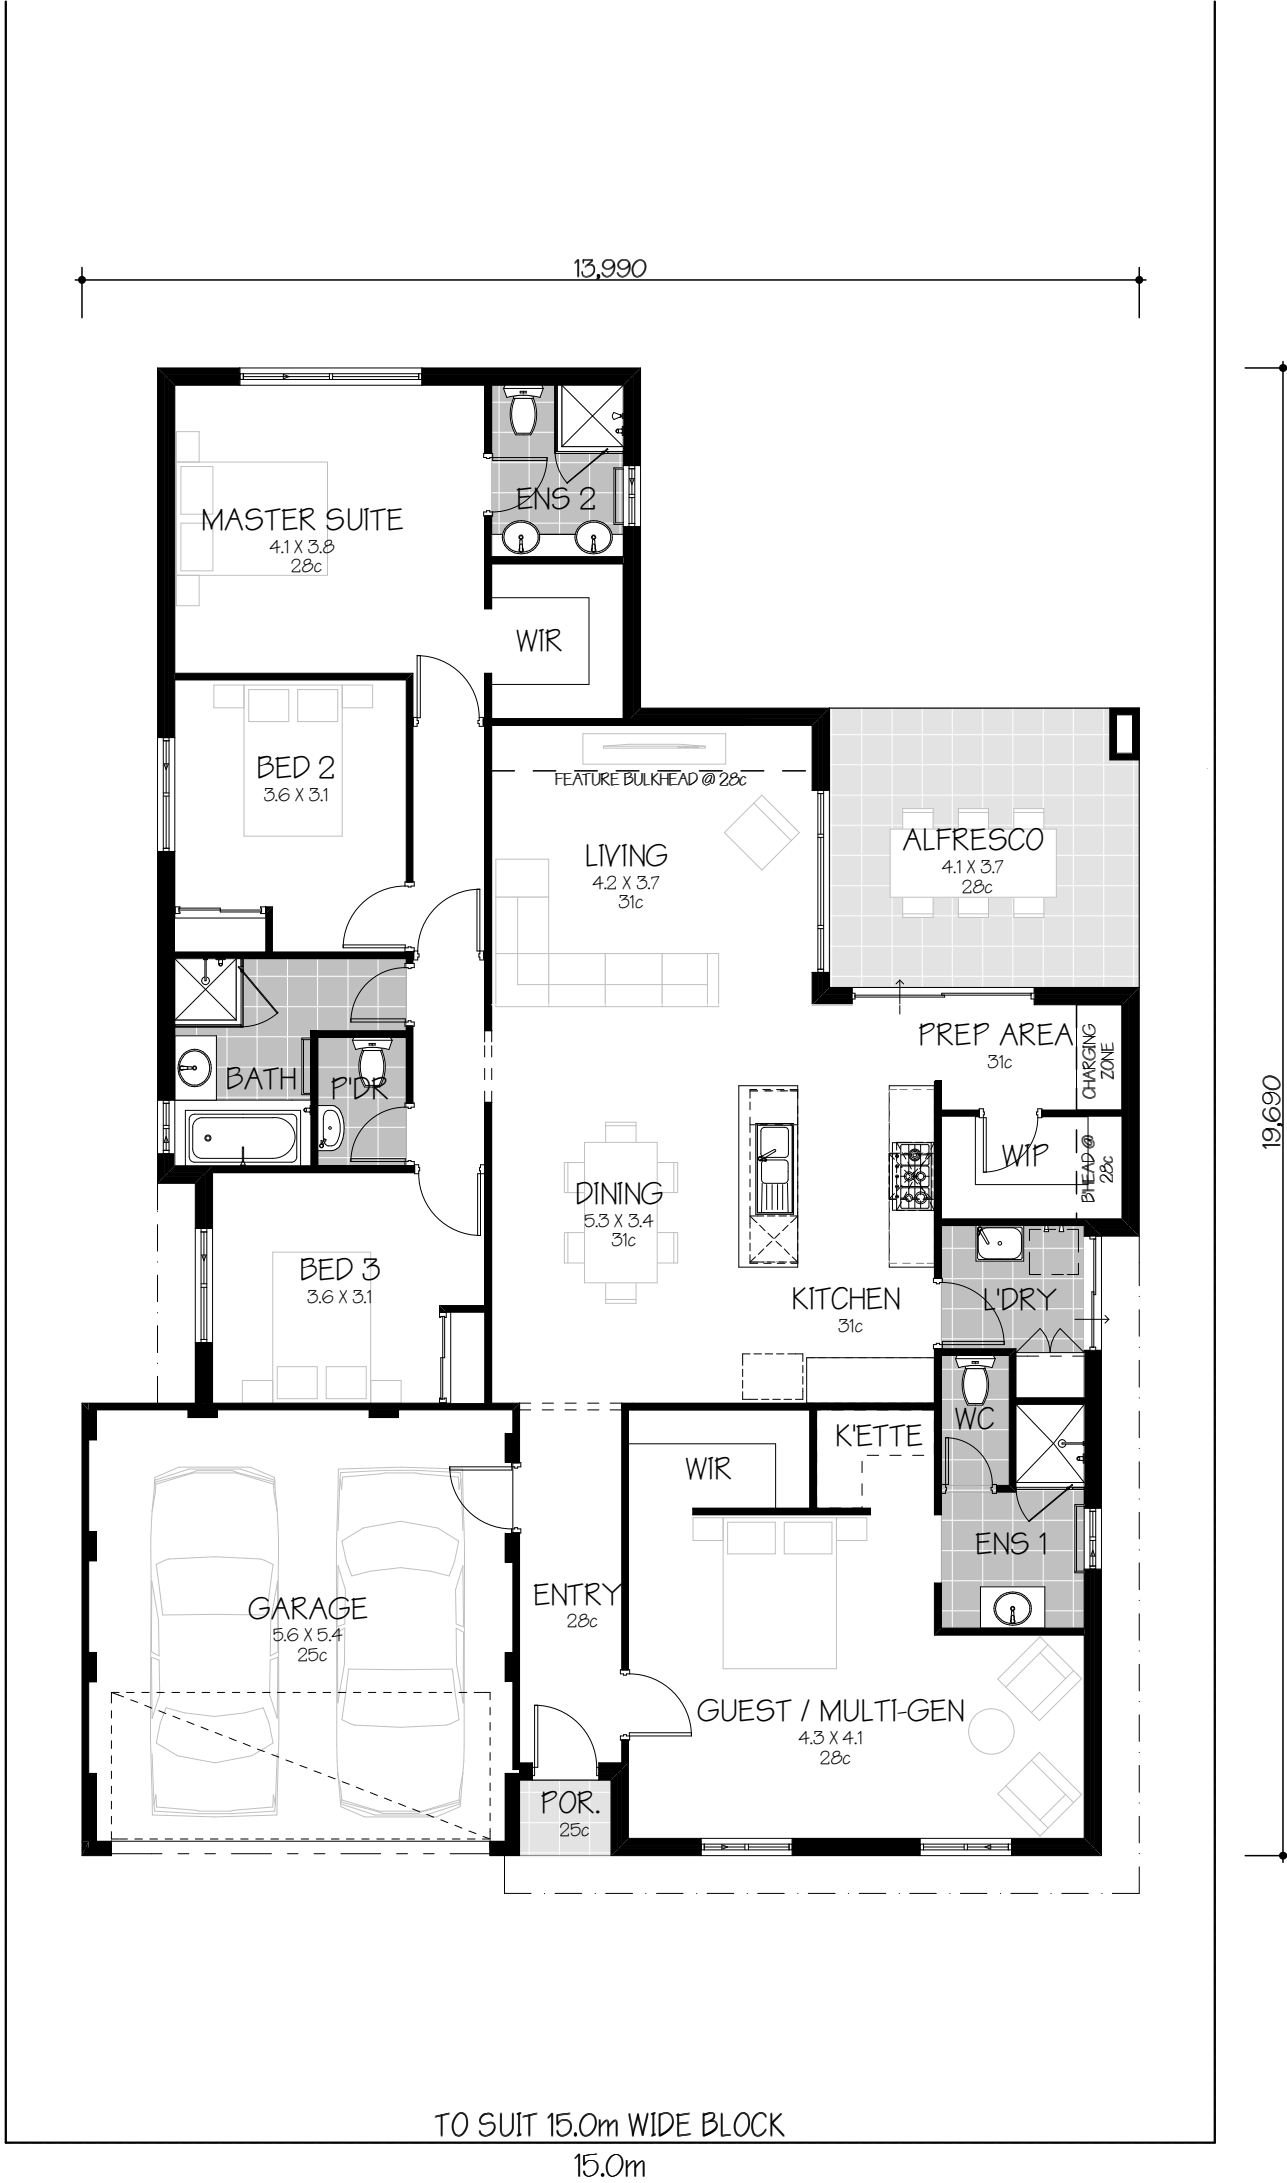 13,990
ENS 2
MASTER SUITE
4.1 X 3.8
28c
WIR
BED 2
3.6 X 3.1
FEATURE BULKHEAD @ 28c
LIVING
4.2 X 3.7
31c
ALFRESCO
4.1 X 3.7
28c
PREP AREA
31c
CHARGING
ZONE
BATH
P'DR
19,690
WIP
B'HEAD @
28c
DINING
5.3 X 3.4
31c
BED 3
3.6 X 3.1
KITCHEN
31c
L'DRY
WC
K'ETTE
WIR
ENS 1
ENTRY
28c
GARAGE
5.6 X 5.4
25c
GUEST / MULTI-GEN
4.3 X 4.1
28c
POR.
25c
TO SUIT 15.0m WIDE BLOCK
15.0m